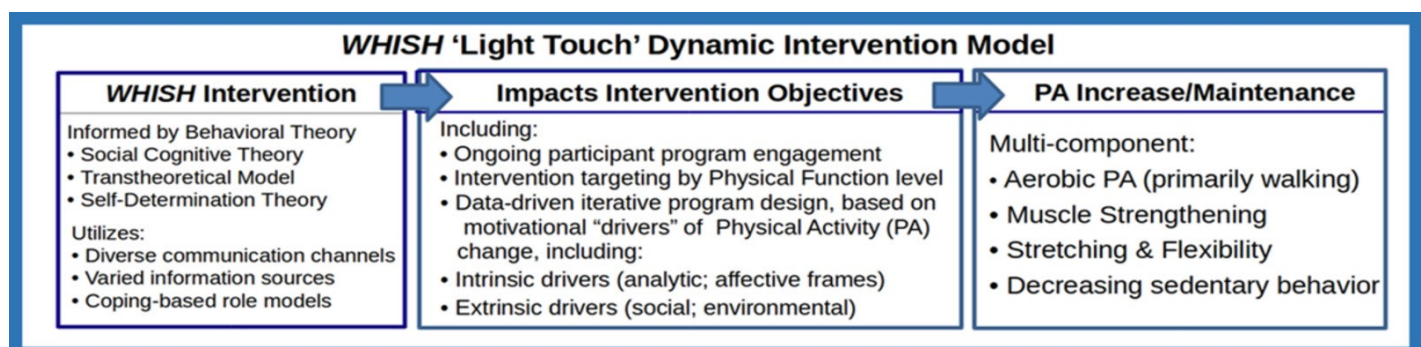 WHISH ‘Light Touch’ Dynamic Intervention Model
WHISH Intervention
Informed by Behavioral Theory
• Social Cognitive Theory
• Transtheoretical Model
• Self-Determination Theory
Utilizes:
• Diverse communication channels
• Varied information sources
• Coping-based role models
Impacts Intervention Objectives
Including:
• Ongoing participant program engagement
• Intervention targeting by Physical Function level
• Data-driven iterative program design, based on
motivational “drivers” of Physical Activity (PA)
change, including:
• Intrinsic drivers (analytic; affective frames)
• Extrinsic drivers (social; environmental)
PA Increase/Maintenance
Multi-component:
• Aerobic PA (primarily walking)
• Muscle Strengthening
• Stretching & Flexibility
• Decreasing sedentary behavior